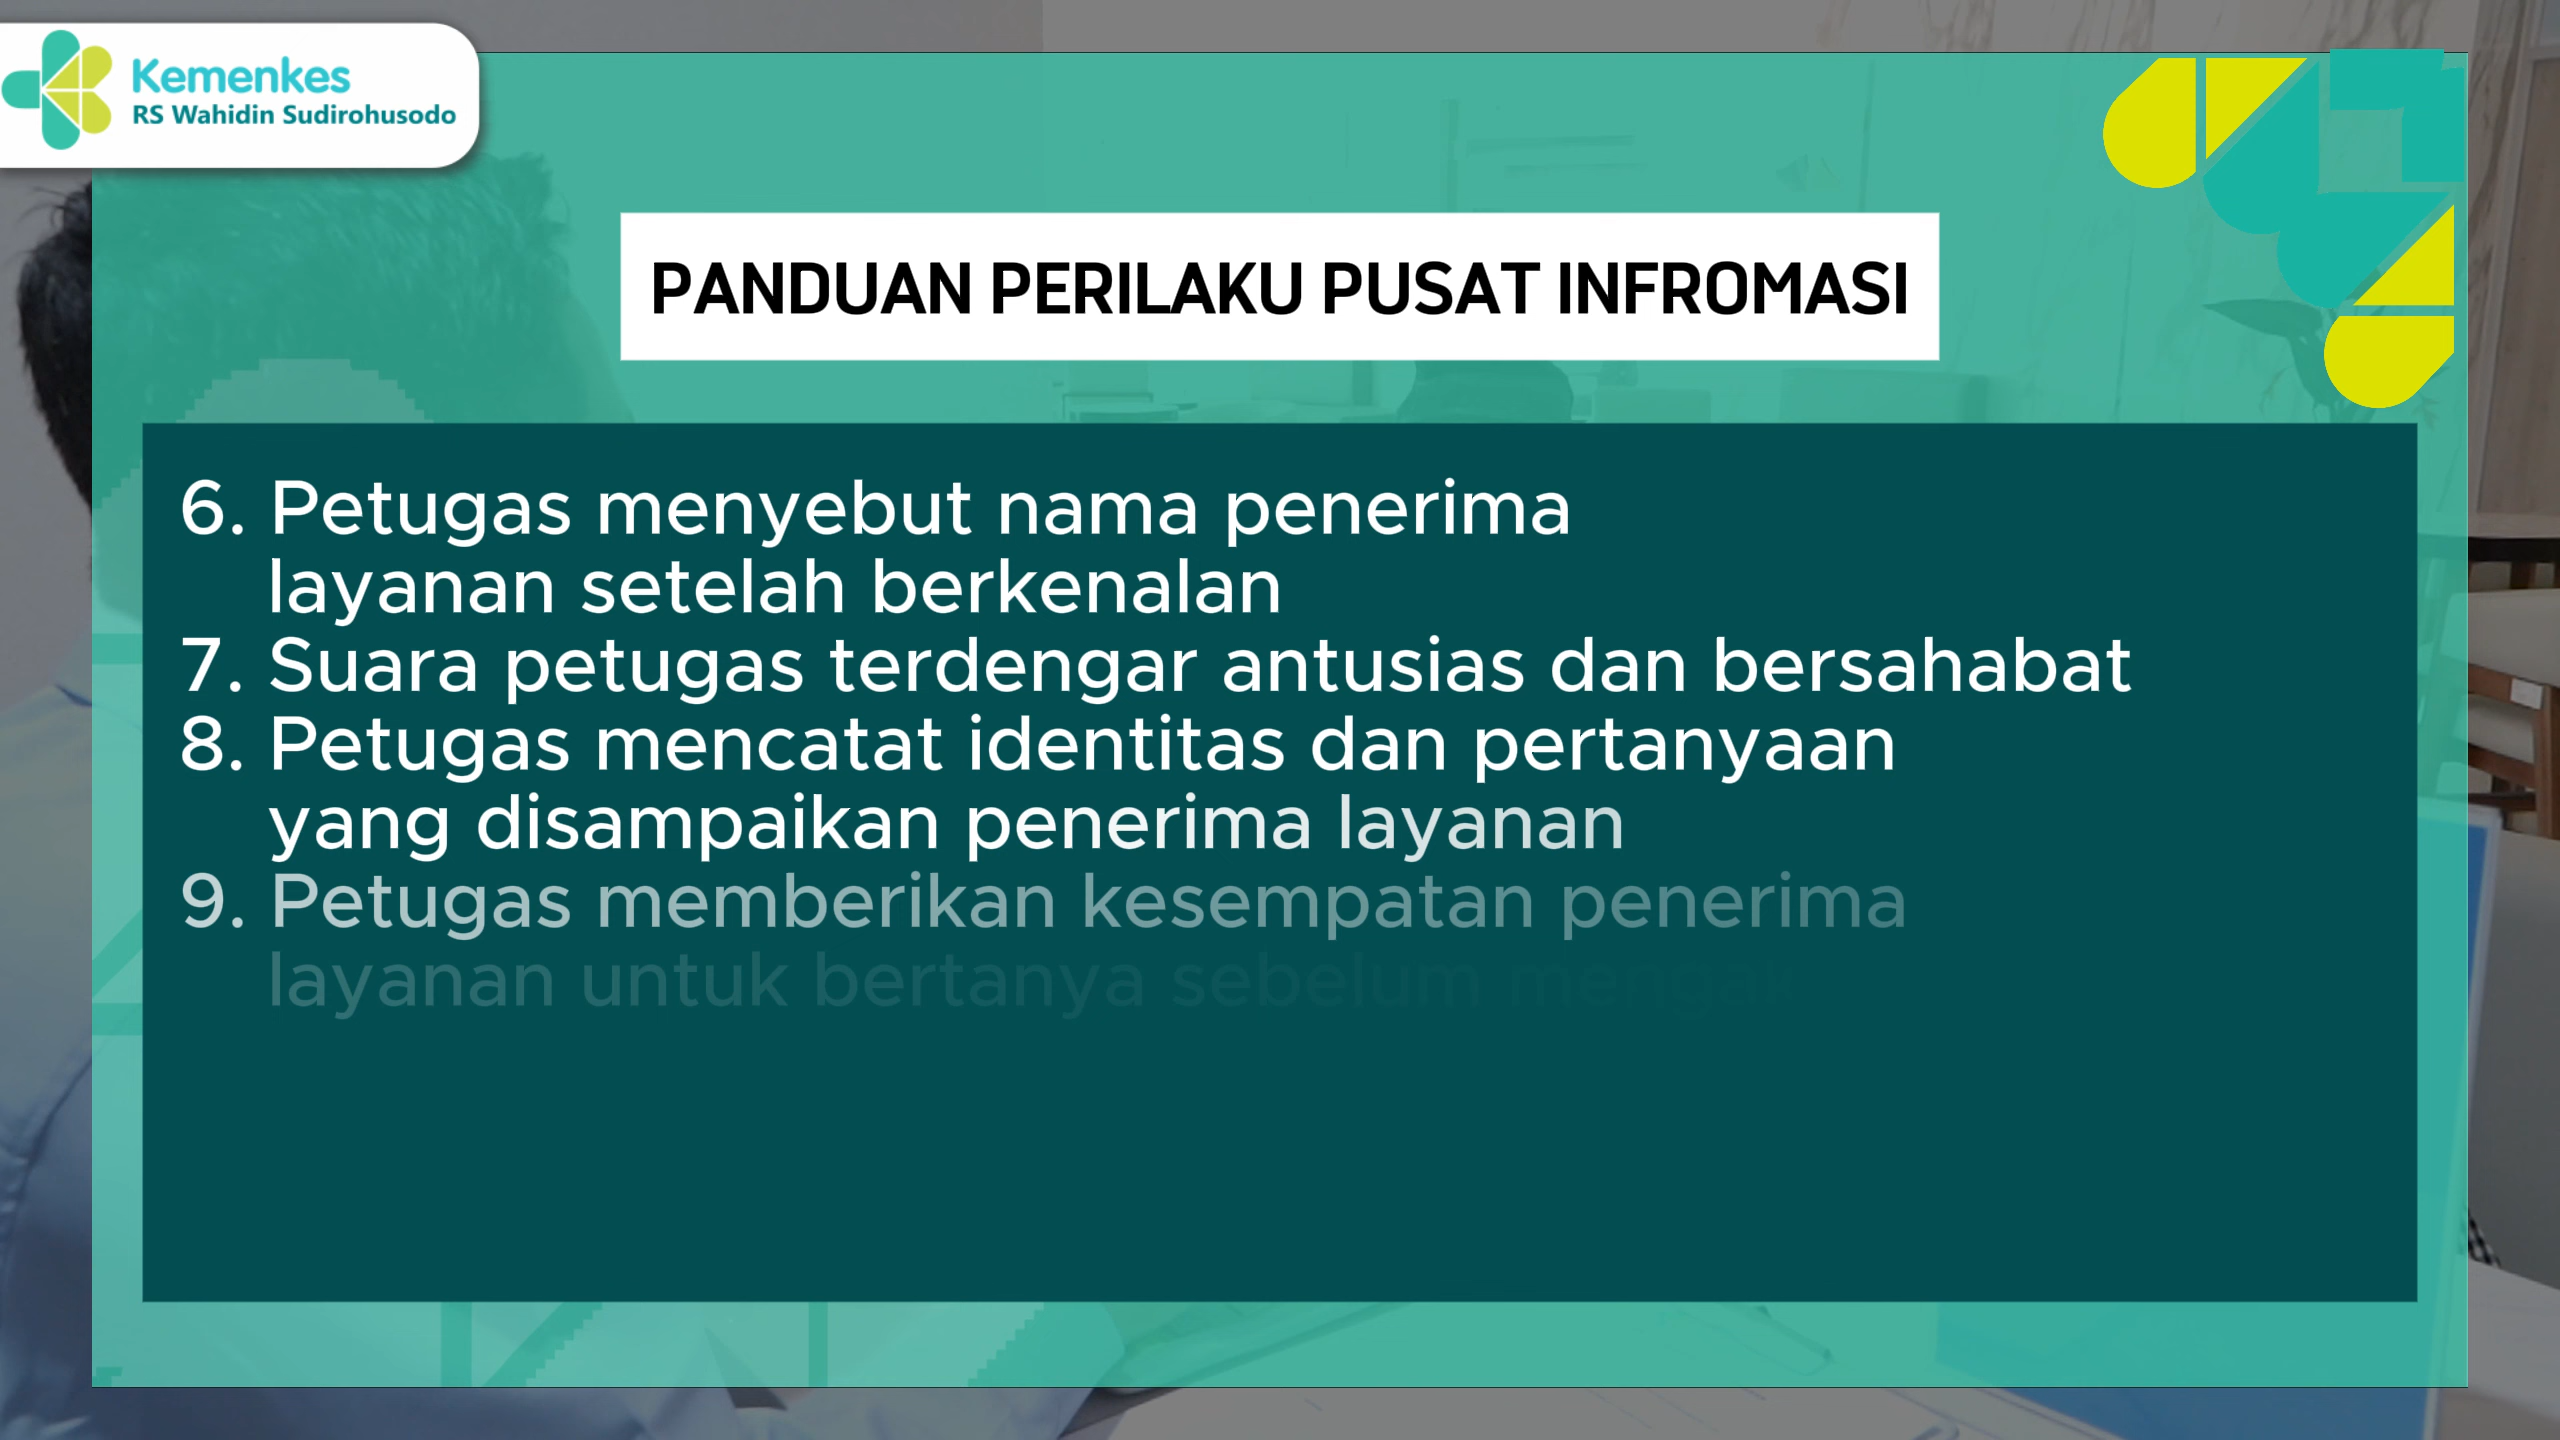 Kemenkes
RS Wahidin Sudirohusodo
PANDUAN PERILAKU PUSAT INFROMASI
6. Petugas menyebut nama penerima
layanan setelah berkenalan
7. Suara petugas terdengar antusias dan bersahabat
8. Petugas mencatat identitas dan pertanyaan
yang disampaikan penerima layanan
9. Petugas memberikan kesempatan penerima
layanan untuk bertanya sebelum